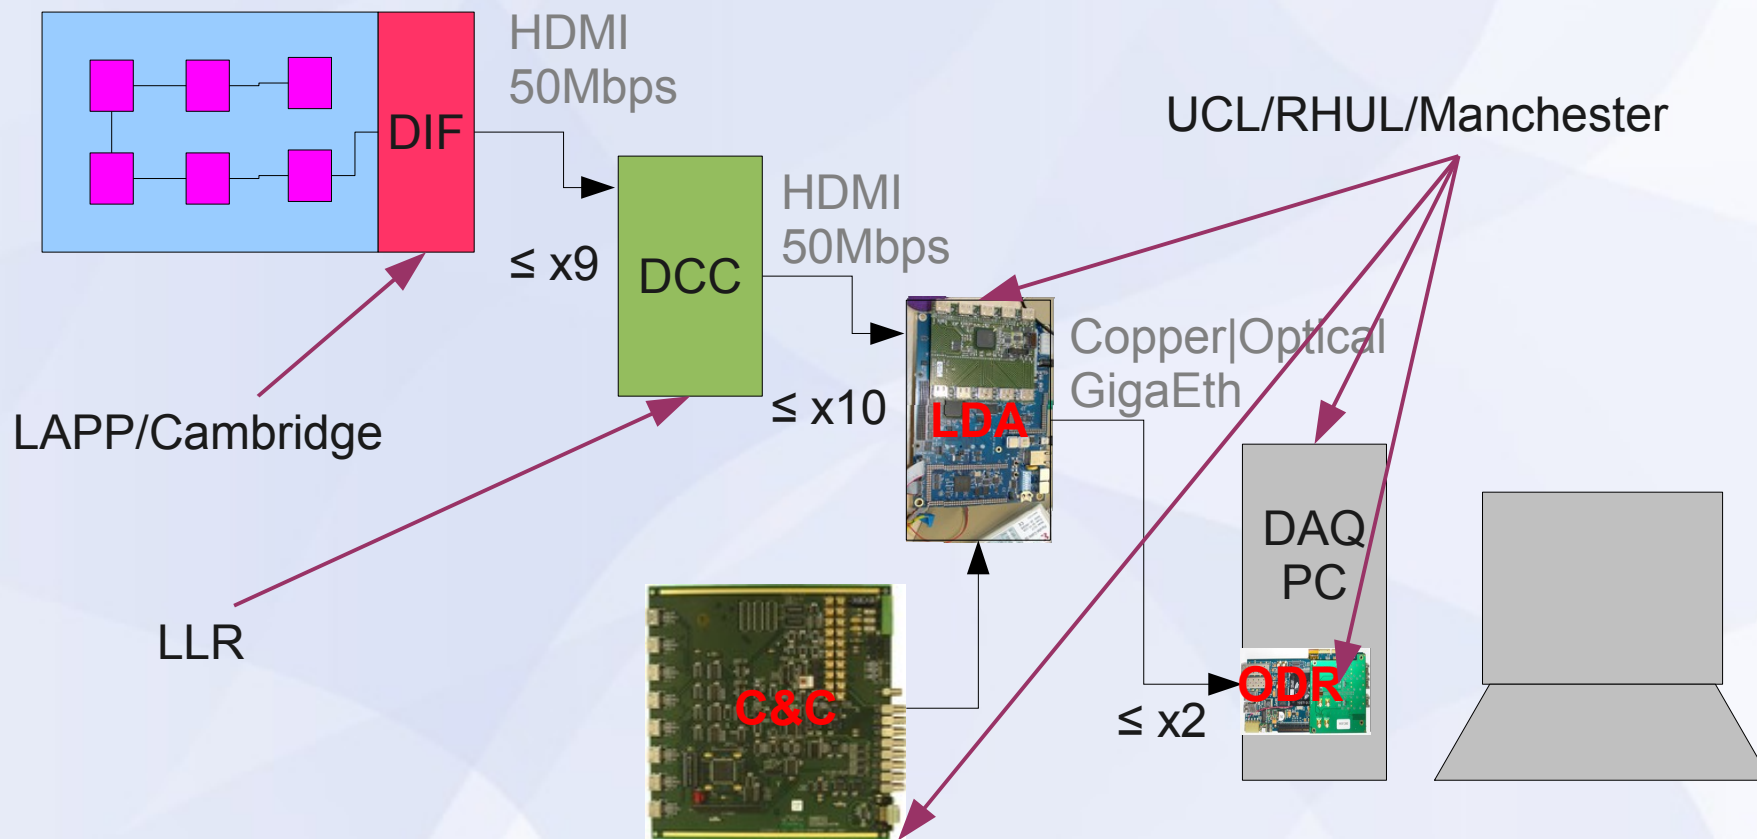 HDMI
50Mbps
DIF
UCL/RHUL/Manchester
HDMI
50Mbps
≤ x9
DCC
Copper|Optical
GigaEth
≤ x10
LDA
LAPP/Cambridge
DAQ
PC
LLR
C&C
ODR
≤ x2